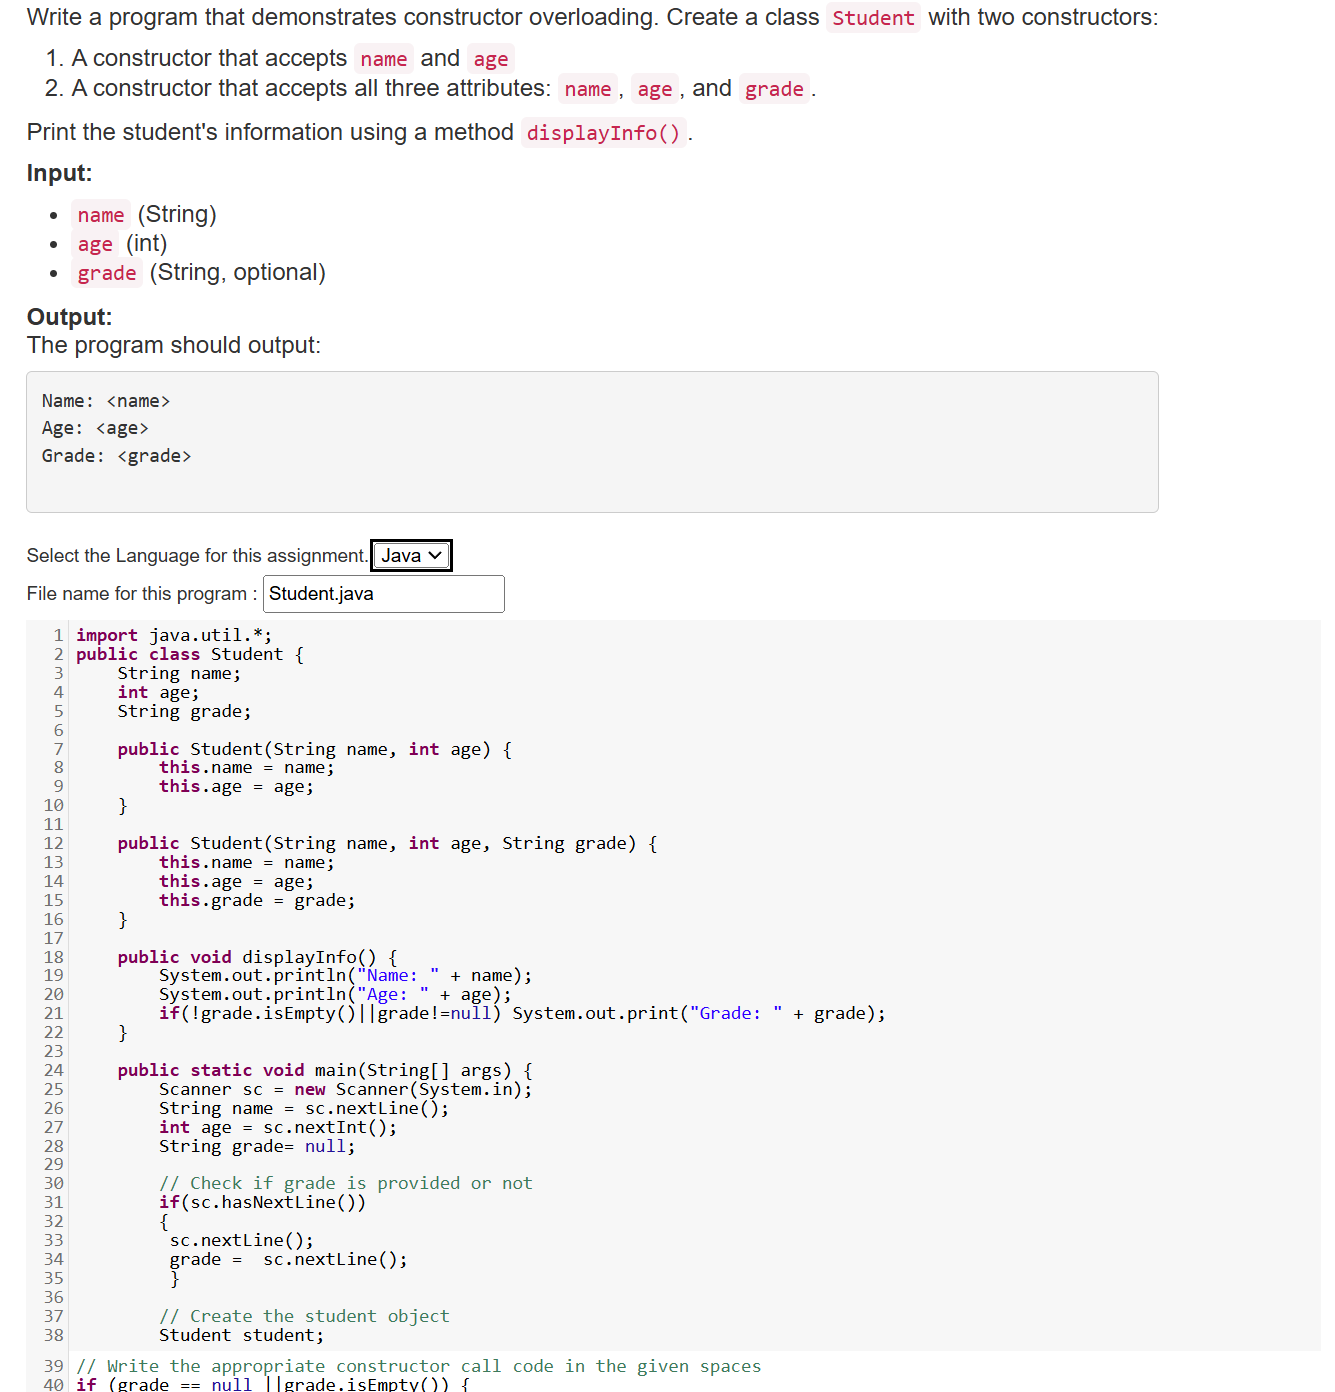 Write a program that demonstrates constructor overloading. Create a class Student with two constructors:
1. A constructor that accepts name and age
2. A constructor that accepts all three attributes: name, age, and grade.
Print the student's information using a method displayInfo().
Input:
• name (String)
• age (int)
• grade (String, optional)
Output:
The program should output:
Name: <name>
Age: <age>
Grade: <grade>
Select the Language for this assignment. Java
File name for this program : Student.java
1 import java.util.*;
2 public class Student {
3     String name;
4     int age;
5     String grade;
6
7     public Student(String name, int age) {
8         this.name = name;
9         this.age = age;
10     }
11
12     public Student(String name, int age, String grade) {
13         this.name = name;
14         this.age = age;
15         this.grade = grade;
16     }
17
18     public void displayInfo() {
19         System.out.println("Name: " + name);
20         System.out.println("Age: " + age);
21         if(!grade.isEmpty()||grade!=null) System.out.print("Grade: " + grade);
22     }
23
24     public static void main(String[] args) {
25         Scanner sc = new Scanner(System.in);
26         String name = sc.nextLine();
27         int age = sc.nextInt();
28         String grade= null;
29
30         // Check if grade is provided or not
31         if(sc.hasNextLine())
32         {
33          sc.nextLine();
34          grade =  sc.nextLine();
35          }
36
37         // Create the student object
38         Student student;
39 // Write the appropriate constructor call code in the given spaces
40 if (grade == null ||grade.isEmpty()) {